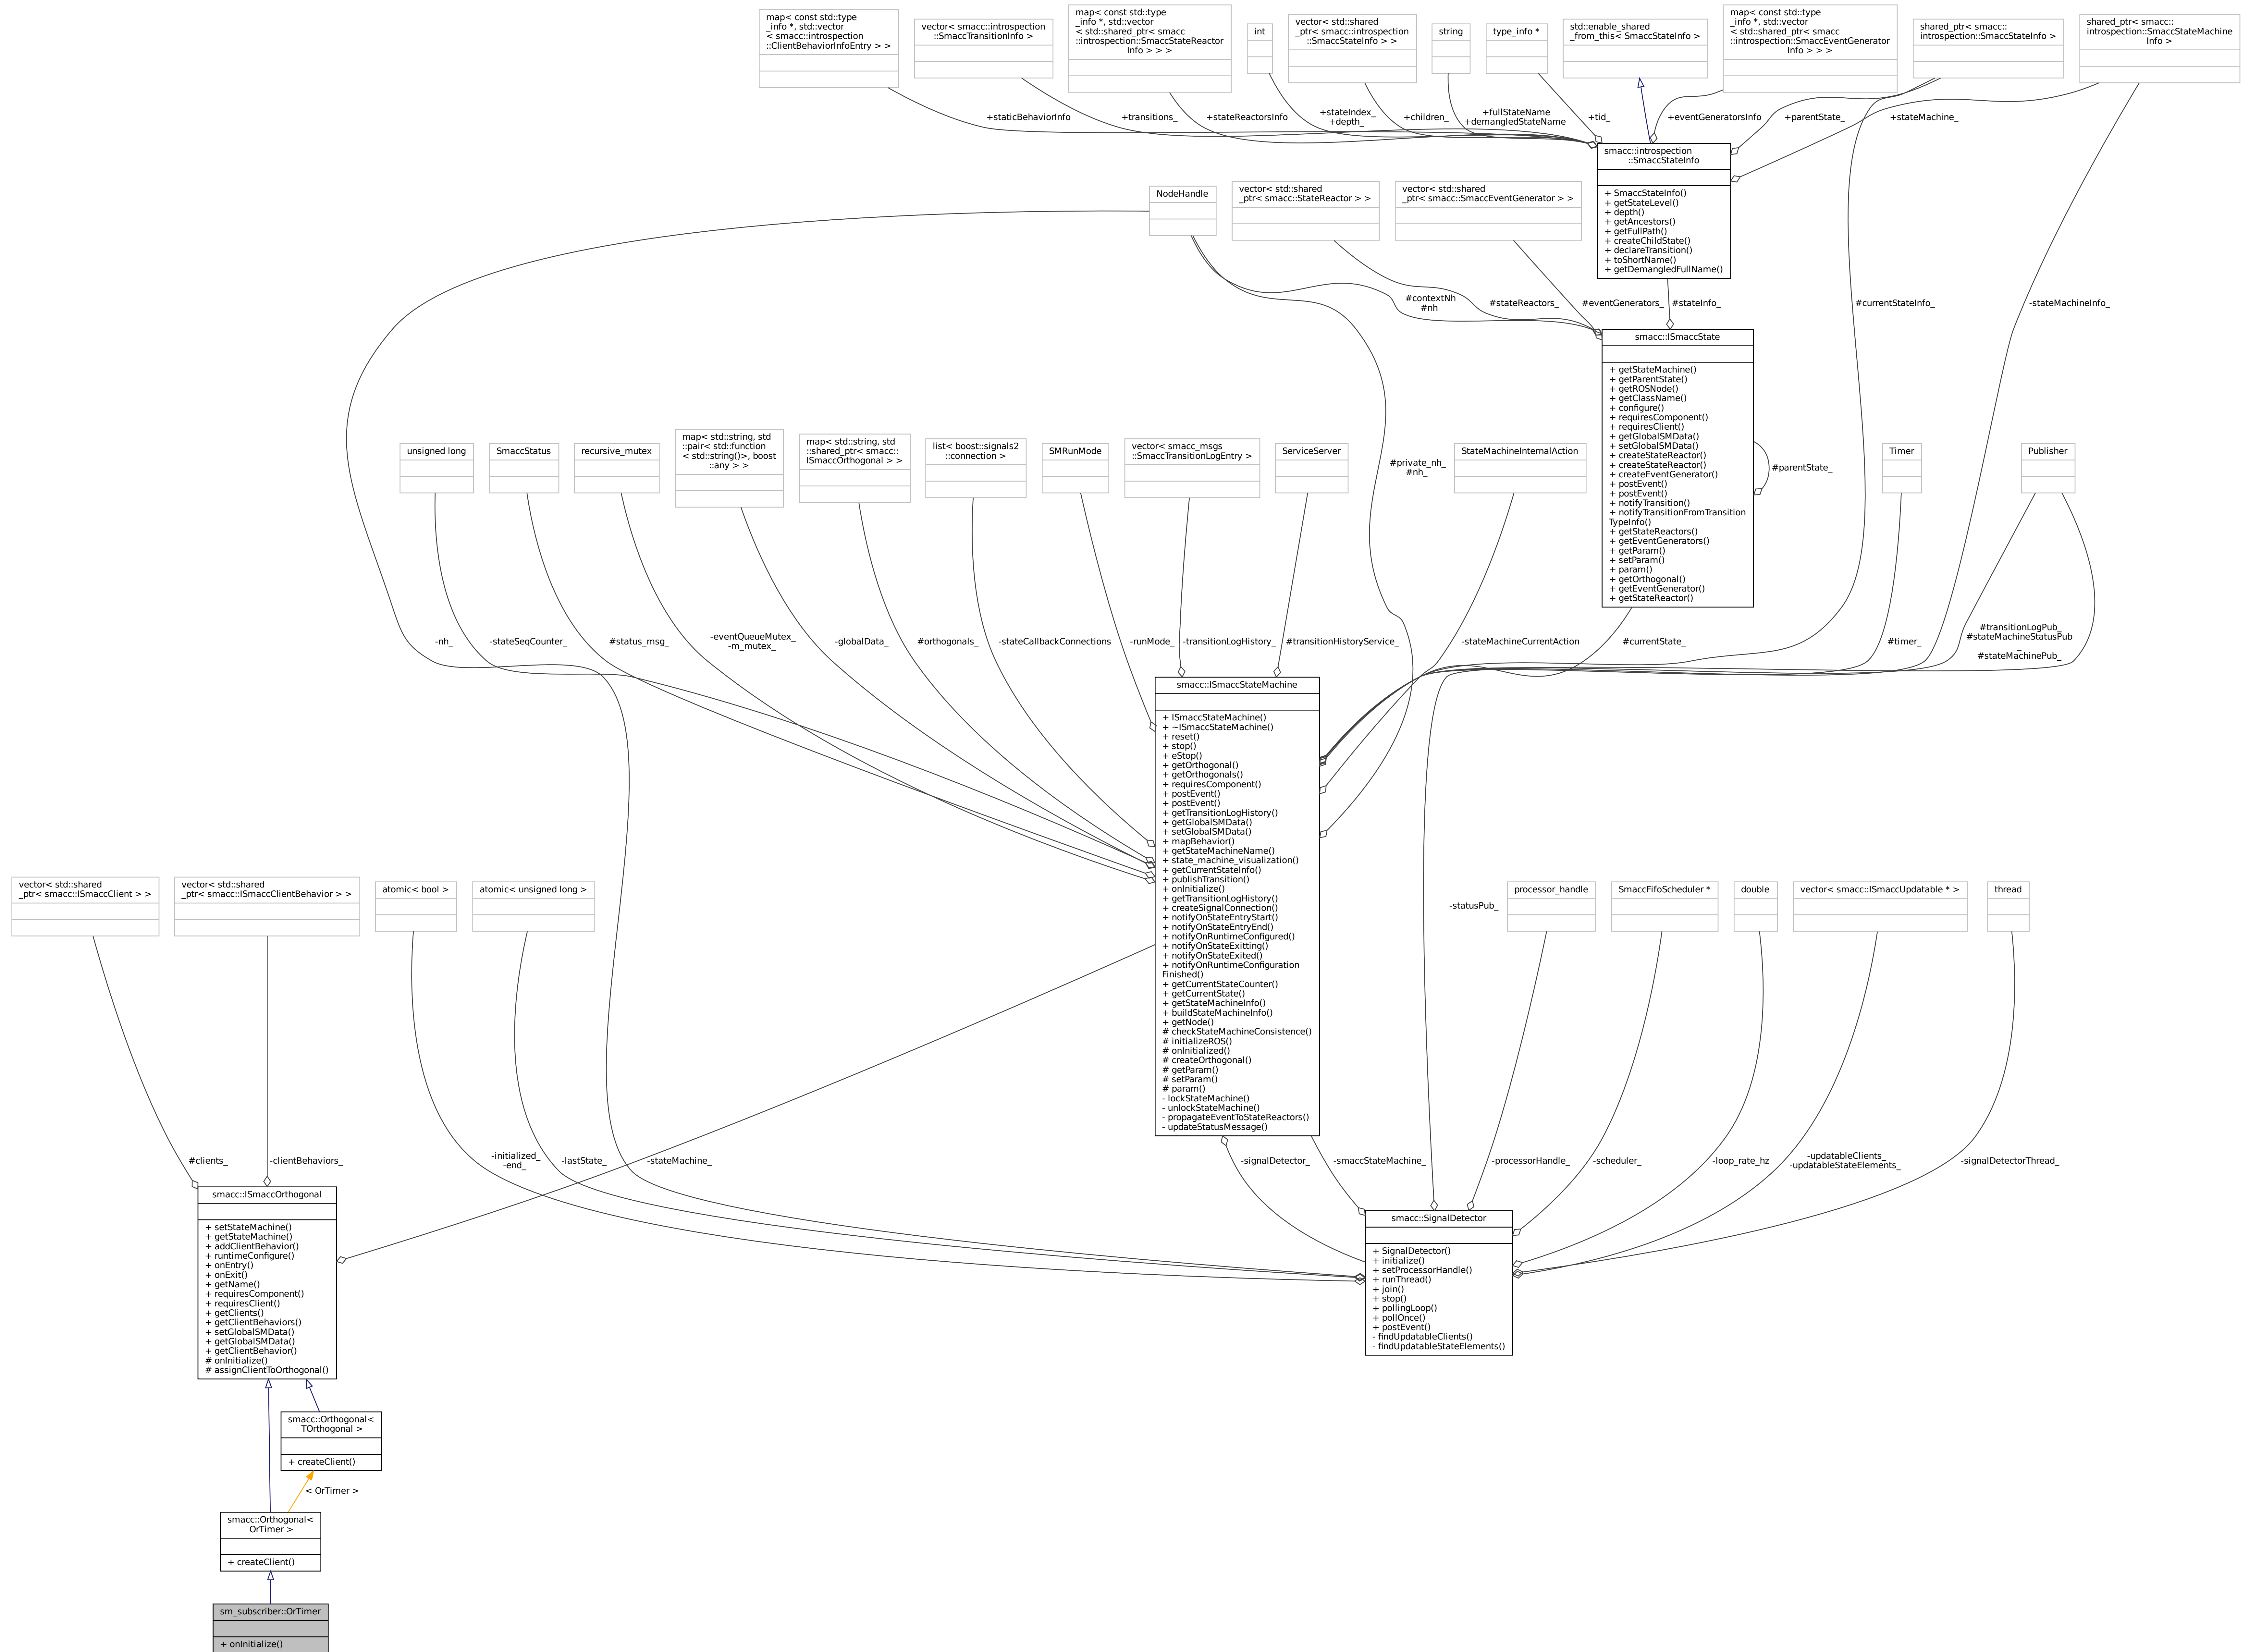 map< const std::type
_info *, std::vector
< smacc::introspection
::ClientBehaviorInfoEntry > >
vector< smacc::introspection
::SmaccTransitionInfo >
map< const std::type
_info *, std::vector
< std::shared_ptr< smacc
::introspection::SmaccStateReactor
Info > > >
int
vector< std::shared
_ptr< smacc::introspection
::SmaccStateInfo > >
string
type_info *
std::enable_shared
_from_this< SmaccStateInfo >
map< const std::type
_info *, std::vector
< std::shared_ptr< smacc
::introspection::SmaccEventGenerator
Info > > >
shared_ptr< smacc::
introspection::SmaccStateInfo >
shared_ptr< smacc::
introspection::SmaccStateMachine
Info >
+staticBehaviorInfo
+transitions_
+stateReactorsInfo
+stateIndex_
+depth_
+children_
+fullStateName
+demangledStateName
+tid_
+eventGeneratorsInfo
+parentState_
+stateMachine_
smacc::introspection
::SmaccStateInfo
+ SmaccStateInfo()
+ getStateLevel()
+ depth()
+ getAncestors()
+ getFullPath()
+ createChildState()
+ declareTransition()
+ toShortName()
+ getDemangledFullName()
NodeHandle
vector< std::shared
_ptr< smacc::StateReactor > >
vector< std::shared
_ptr< smacc::SmaccEventGenerator > >
#contextNh
#nh
#stateReactors_
#eventGenerators_
#stateInfo_
#currentStateInfo_
-stateMachineInfo_
smacc::ISmaccState
+ getStateMachine()
+ getParentState()
+ getROSNode()
+ getClassName()
+ configure()
+ requiresComponent()
+ requiresClient()
+ getGlobalSMData()
+ setGlobalSMData()
+ createStateReactor()
+ createStateReactor()
+ createEventGenerator()
+ postEvent()
+ postEvent()
+ notifyTransition()
+ notifyTransitionFromTransition
TypeInfo()
+ getStateReactors()
+ getEventGenerators()
+ getParam()
+ setParam()
+ param()
+ getOrthogonal()
+ getEventGenerator()
+ getStateReactor()
#parentState_
unsigned long
SmaccStatus
recursive_mutex
map< std::string, std
::pair< std::function
< std::string()>, boost
::any > >
map< std::string, std
::shared_ptr< smacc::
ISmaccOrthogonal > >
list< boost::signals2
::connection >
SMRunMode
vector< smacc_msgs
::SmaccTransitionLogEntry >
ServiceServer
#private_nh_
#nh_
StateMachineInternalAction
Timer
Publisher
-nh_
-stateSeqCounter_
#status_msg_
-eventQueueMutex_
-m_mutex_
-globalData_
#orthogonals_
-stateCallbackConnections
-runMode_
-transitionLogHistory_
#transitionHistoryService_
-stateMachineCurrentAction
#currentState_
#timer_
#transitionLogPub_
#stateMachineStatusPub
_
#stateMachinePub_
smacc::ISmaccStateMachine
+ ISmaccStateMachine()
+ ~ISmaccStateMachine()
+ reset()
+ stop()
+ eStop()
+ getOrthogonal()
+ getOrthogonals()
+ requiresComponent()
+ postEvent()
+ postEvent()
+ getTransitionLogHistory()
+ getGlobalSMData()
+ setGlobalSMData()
+ mapBehavior()
+ getStateMachineName()
+ state_machine_visualization()
+ getCurrentStateInfo()
+ publishTransition()
+ onInitialize()
+ getTransitionLogHistory()
+ createSignalConnection()
+ notifyOnStateEntryStart()
+ notifyOnStateEntryEnd()
+ notifyOnRuntimeConfigured()
+ notifyOnStateExitting()
+ notifyOnStateExited()
+ notifyOnRuntimeConfiguration
Finished()
+ getCurrentStateCounter()
+ getCurrentState()
+ getStateMachineInfo()
+ buildStateMachineInfo()
+ getNode()
# checkStateMachineConsistence()
# initializeROS()
# onInitialized()
# createOrthogonal()
# getParam()
# setParam()
# param()
- lockStateMachine()
- unlockStateMachine()
- propagateEventToStateReactors()
- updateStatusMessage()
vector< std::shared
_ptr< smacc::ISmaccClient > >
vector< std::shared
_ptr< smacc::ISmaccClientBehavior > >
atomic< bool >
atomic< unsigned long >
-statusPub_
processor_handle
SmaccFifoScheduler *
double
vector< smacc::ISmaccUpdatable * >
thread
#clients_
-clientBehaviors_
-initialized_
-end_
-lastState_
-stateMachine_
-signalDetector_
-smaccStateMachine_
-processorHandle_
-scheduler_
-loop_rate_hz
-updatableClients_
-updatableStateElements_
-signalDetectorThread_
smacc::ISmaccOrthogonal
+ setStateMachine()
+ getStateMachine()
+ addClientBehavior()
+ runtimeConfigure()
+ onEntry()
+ onExit()
+ getName()
+ requiresComponent()
+ requiresClient()
+ getClients()
+ getClientBehaviors()
+ setGlobalSMData()
+ getGlobalSMData()
+ getClientBehavior()
# onInitialize()
# assignClientToOrthogonal()
smacc::SignalDetector
+ SignalDetector()
+ initialize()
+ setProcessorHandle()
+ runThread()
+ join()
+ stop()
+ pollingLoop()
+ pollOnce()
+ postEvent()
- findUpdatableClients()
- findUpdatableStateElements()
smacc::Orthogonal<
TOrthogonal >
+ createClient()
< OrTimer >
smacc::Orthogonal<
OrTimer >
+ createClient()
sm_subscriber::OrTimer
+ onInitialize()